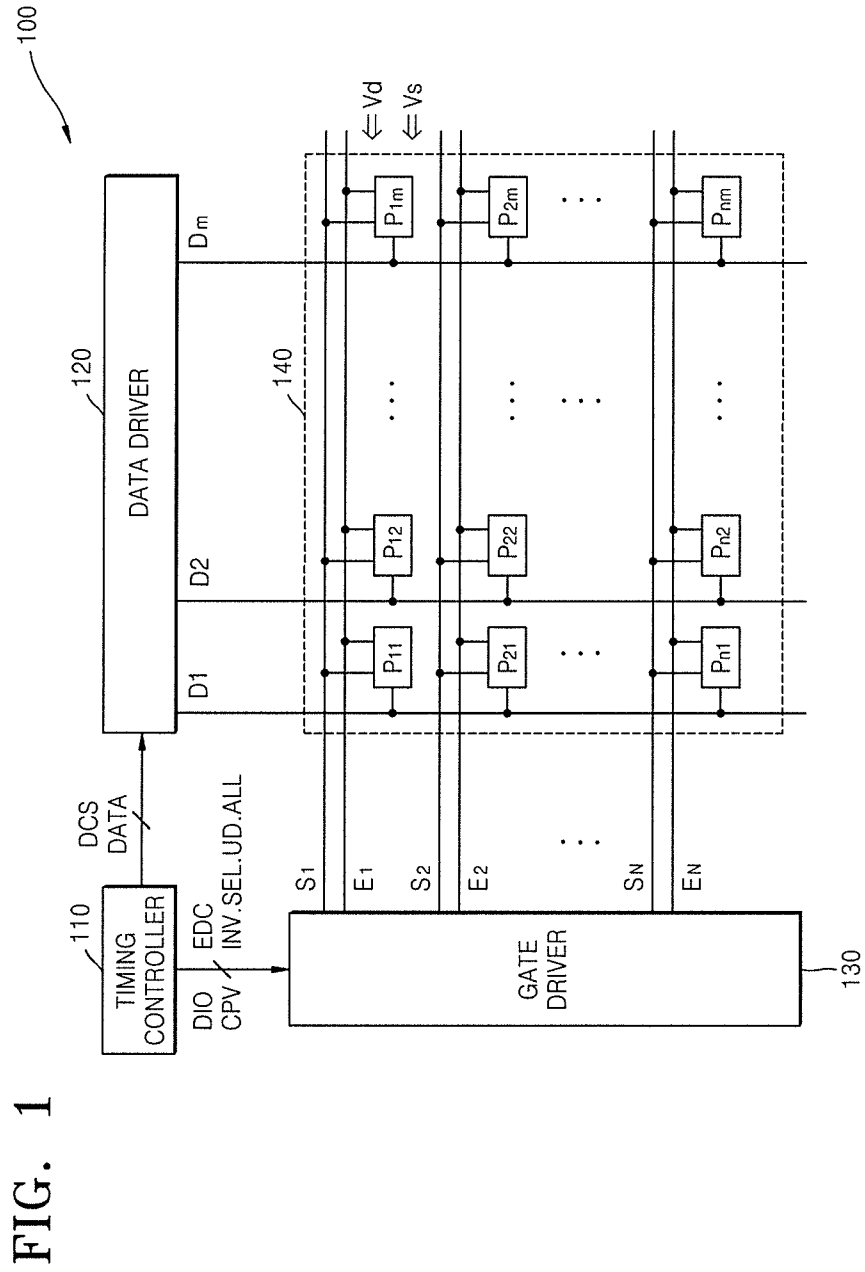 FIG. 1
100
110
TIMING
CONTROLLER
DCS
DATA
120
DATA DRIVER
DIO EDC
CPV INV.SEL.UD.ALL
D1
D2
Dm
140
GATE
DRIVER
130
S1
E1
S2
E2
SN
EN
Vd
Vs
P11
P12
P1m
P21
P22
P2m
Pn1
Pn2
Pnm